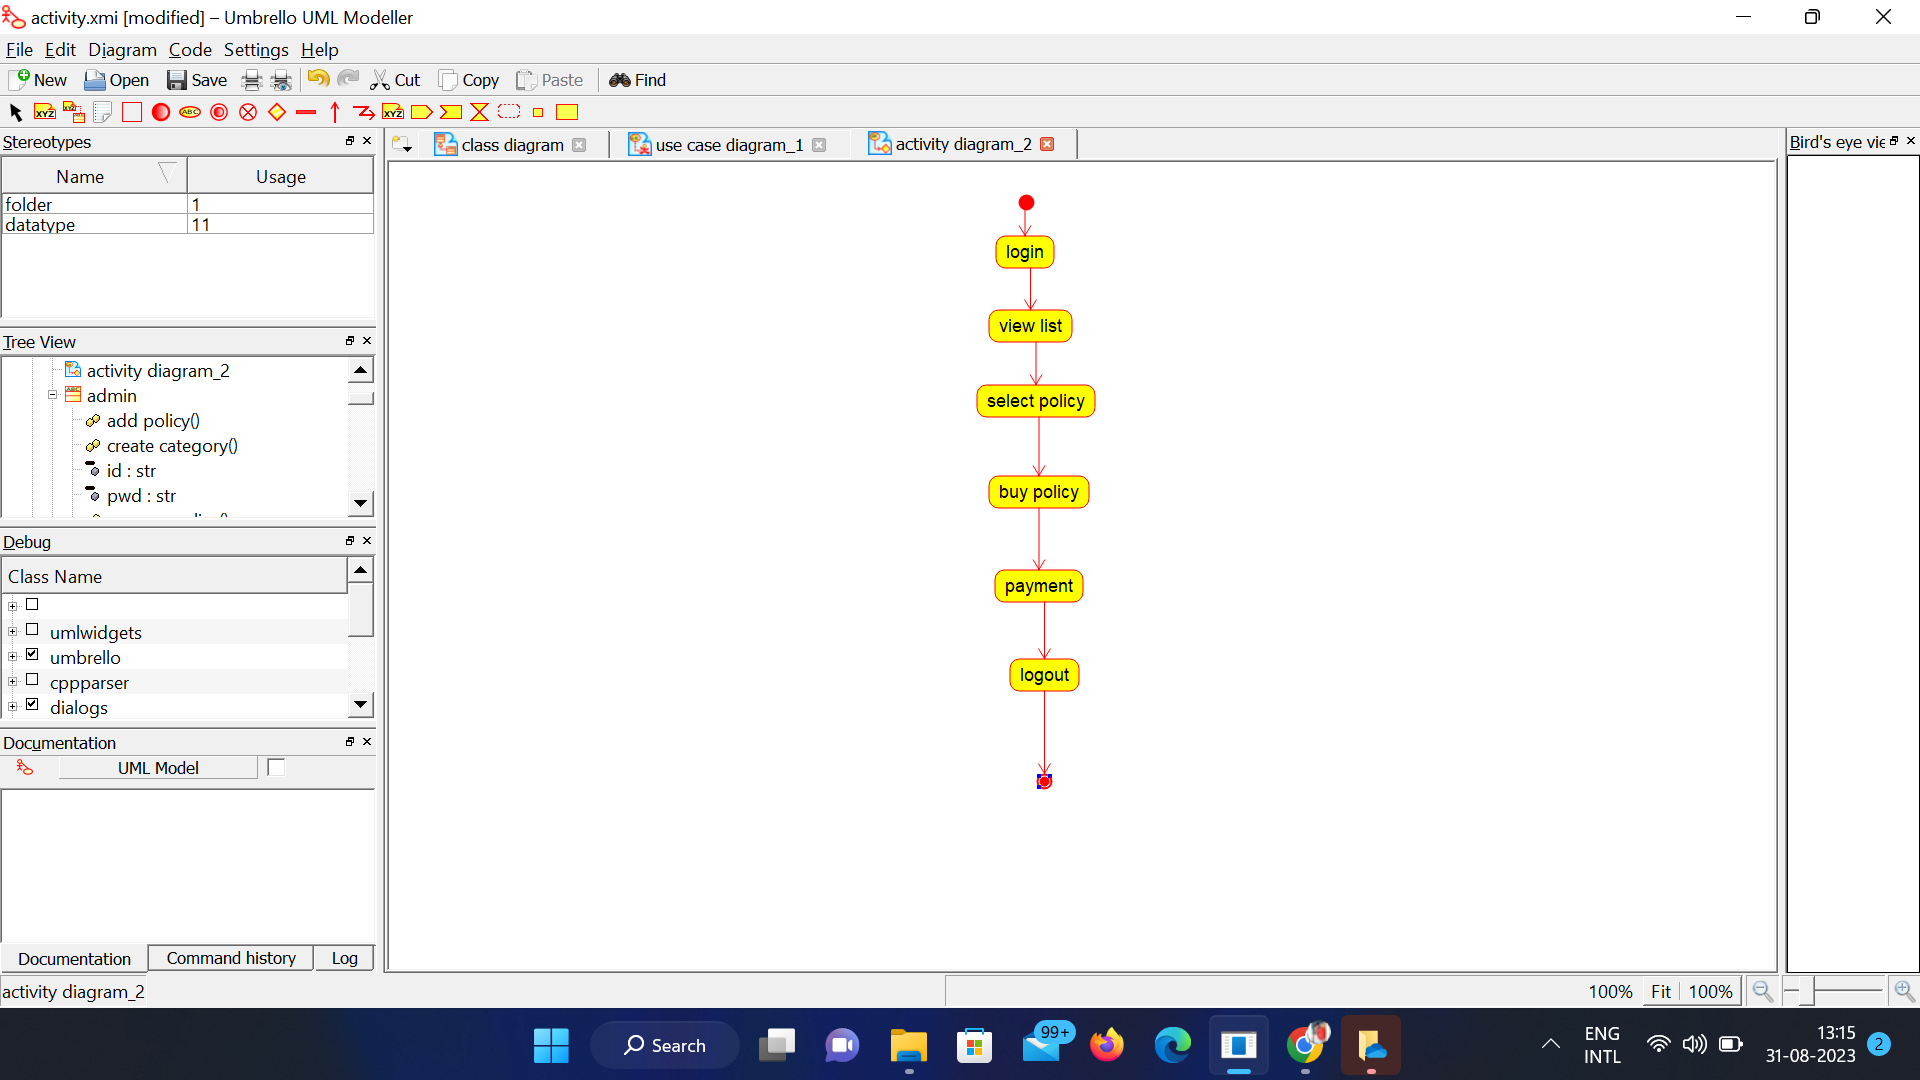 activity.xmi [modified] – Umbrello UML Modeller
File Edit Diagram Code Settings Help
New Open Save Cut Copy Paste Find
XYZ XYZ ABC XYZ
Stereotypes
Name Usage
folder 1
datatype 11
Tree View
activity diagram_2
admin
add policy()
create category()
id : str
pwd : str
Debug
Class Name
umlwidgets
umbrello
cppparser
dialogs
Documentation
UML Model
Documentation Command history Log
class diagram use case diagram_1 activity diagram_2
login
view list
select policy
buy policy
payment
logout
Bird's eye vie
activity diagram_2
100% Fit 100%
Search
99+
ENG
INTL
13:15
31-08-2023
2